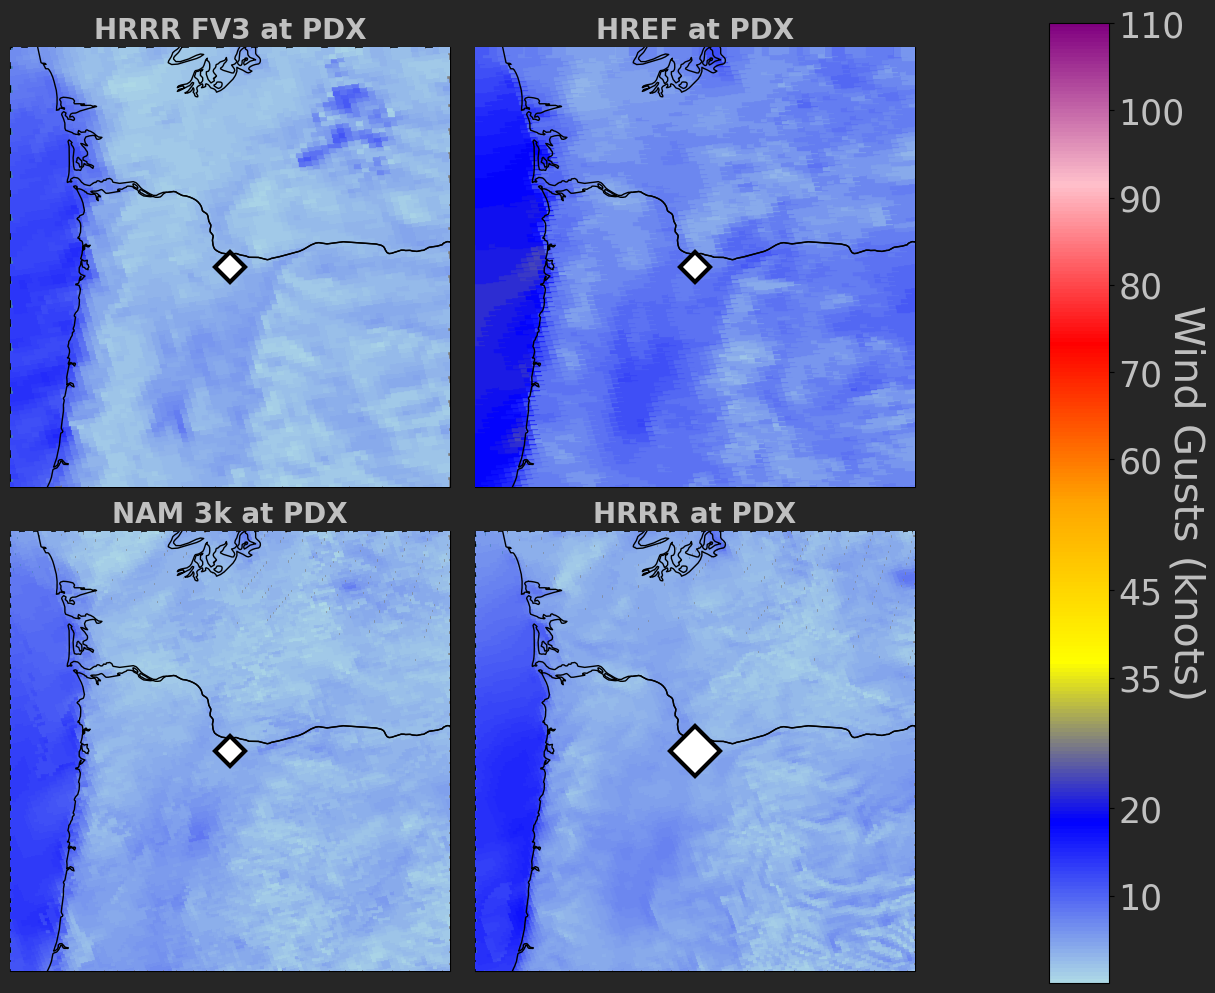 HRRR FV3 at PDX
HREF at PDX
NAM 3k at PDX
HRRR at PDX
110
100
90
80
70
60
45
35
20
10
Wind Gusts (knots)